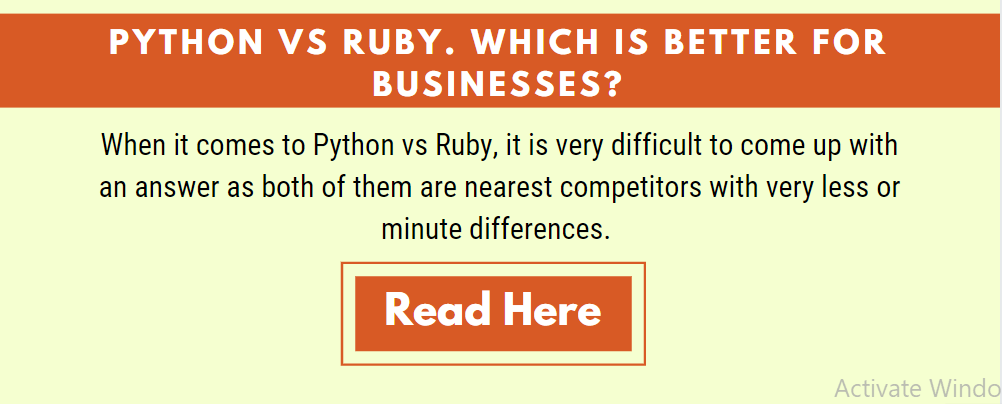 PYTHON VS RUBY. WHICH IS BETTER FOR
BUSINESSES?
When it comes to Python vs Ruby, it is very difficult to come up with
an answer as both of them are nearest competitors with very less or
minute differences.
Read Here
Activate Windo